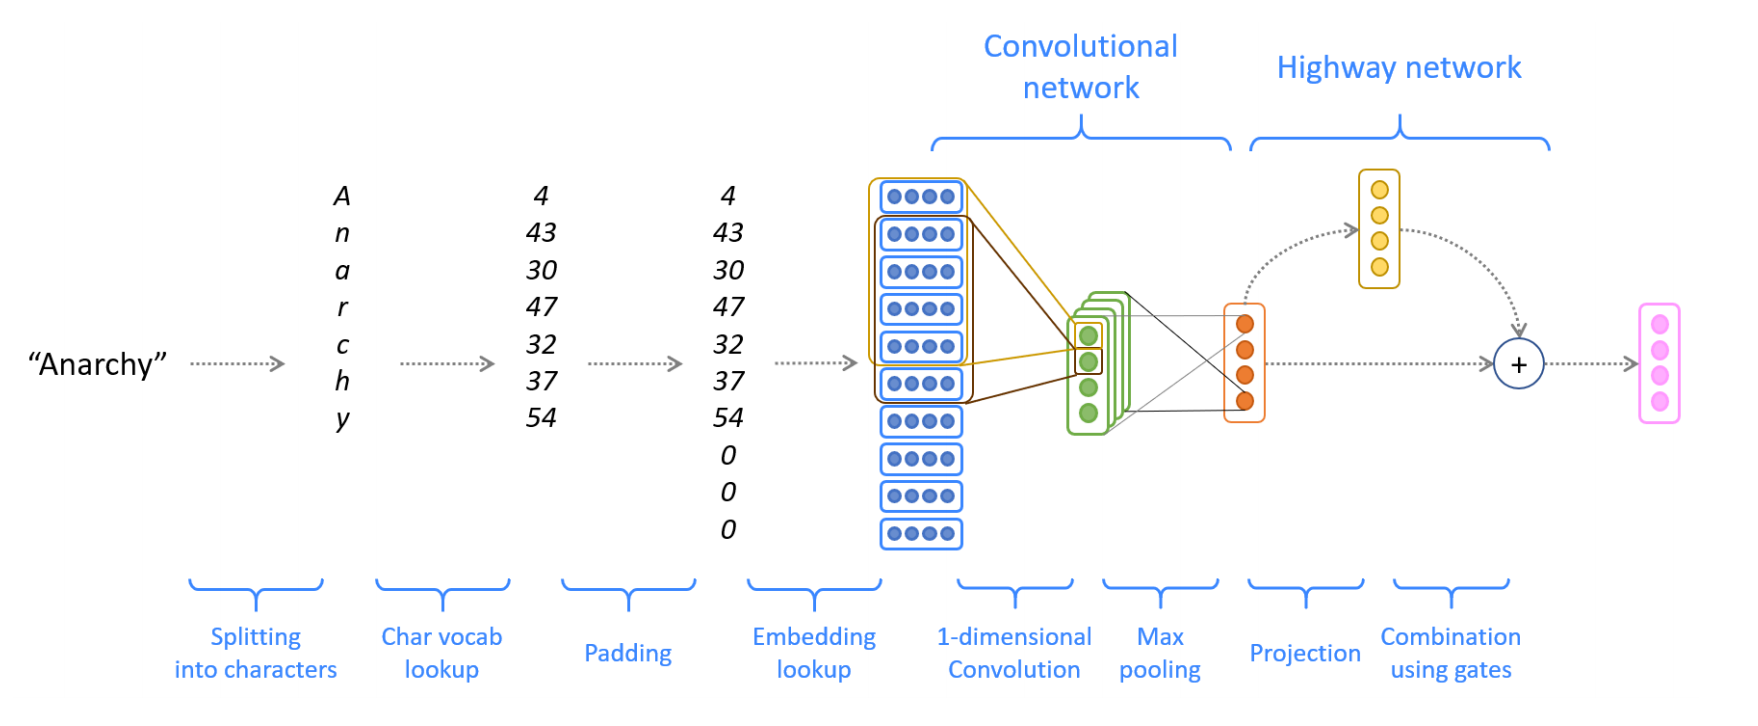 Convolutional
network
Highway network
“Anarchy”
A 4 4
n 43 43
a 30 30
r 47 47
c 32 32
h 37 37
y 54 54
0
0
0
+
Splitting
into characters
Char vocab
lookup
Padding
Embedding
lookup
1-dimensional
Convolution
Max
pooling
Projection
Combination
using gates